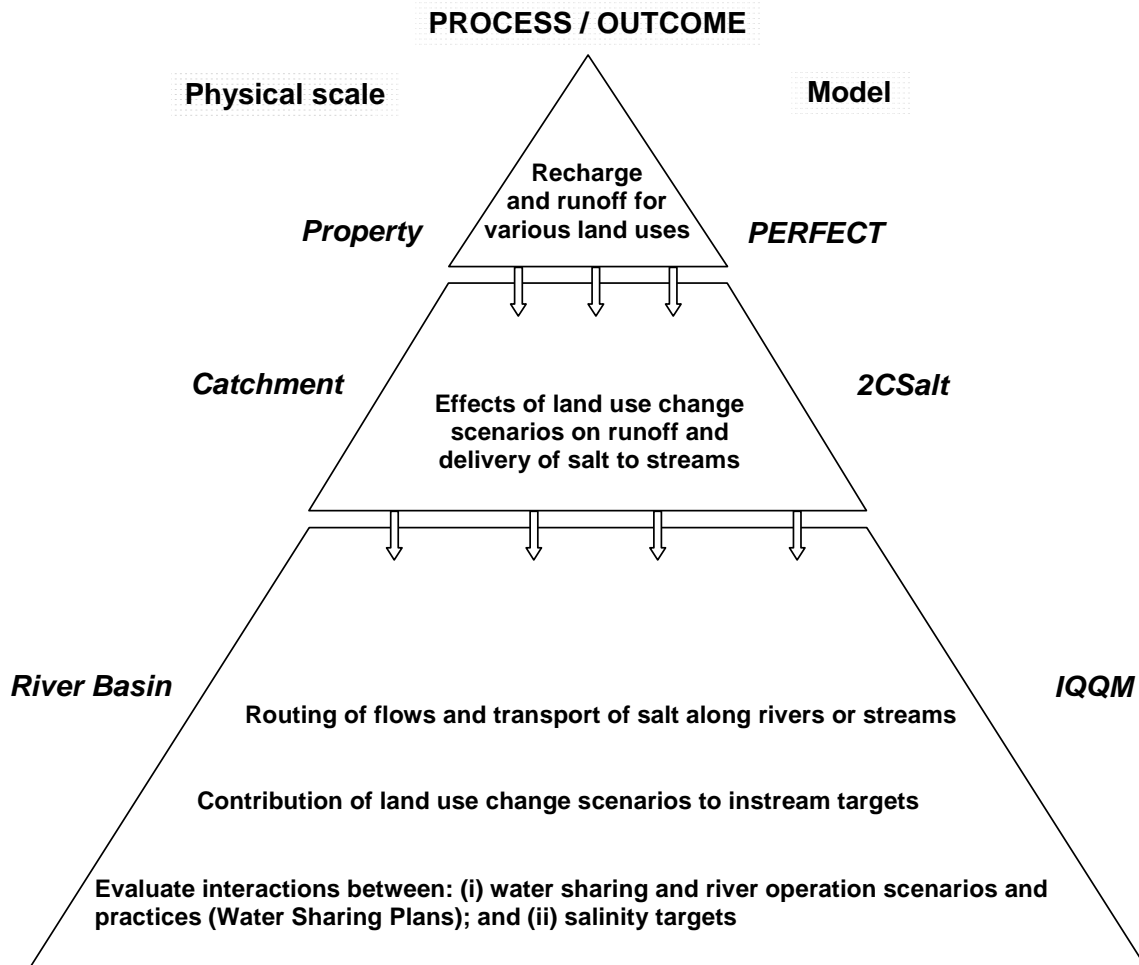 PROCESS / OUTCOME
Physical scale
Model
Recharge
and runoff for
various land uses
Property
PERFECT
Catchment
2CSalt
Effects of land use change
scenarios on runoff and
delivery of salt to streams
River Basin
IQQM
Routing of flows and transport of salt along rivers or streams
Contribution of land use change scenarios to instream targets
Evaluate interactions between: (i) water sharing and river operation scenarios and
practices (Water Sharing Plans); and (ii) salinity targets